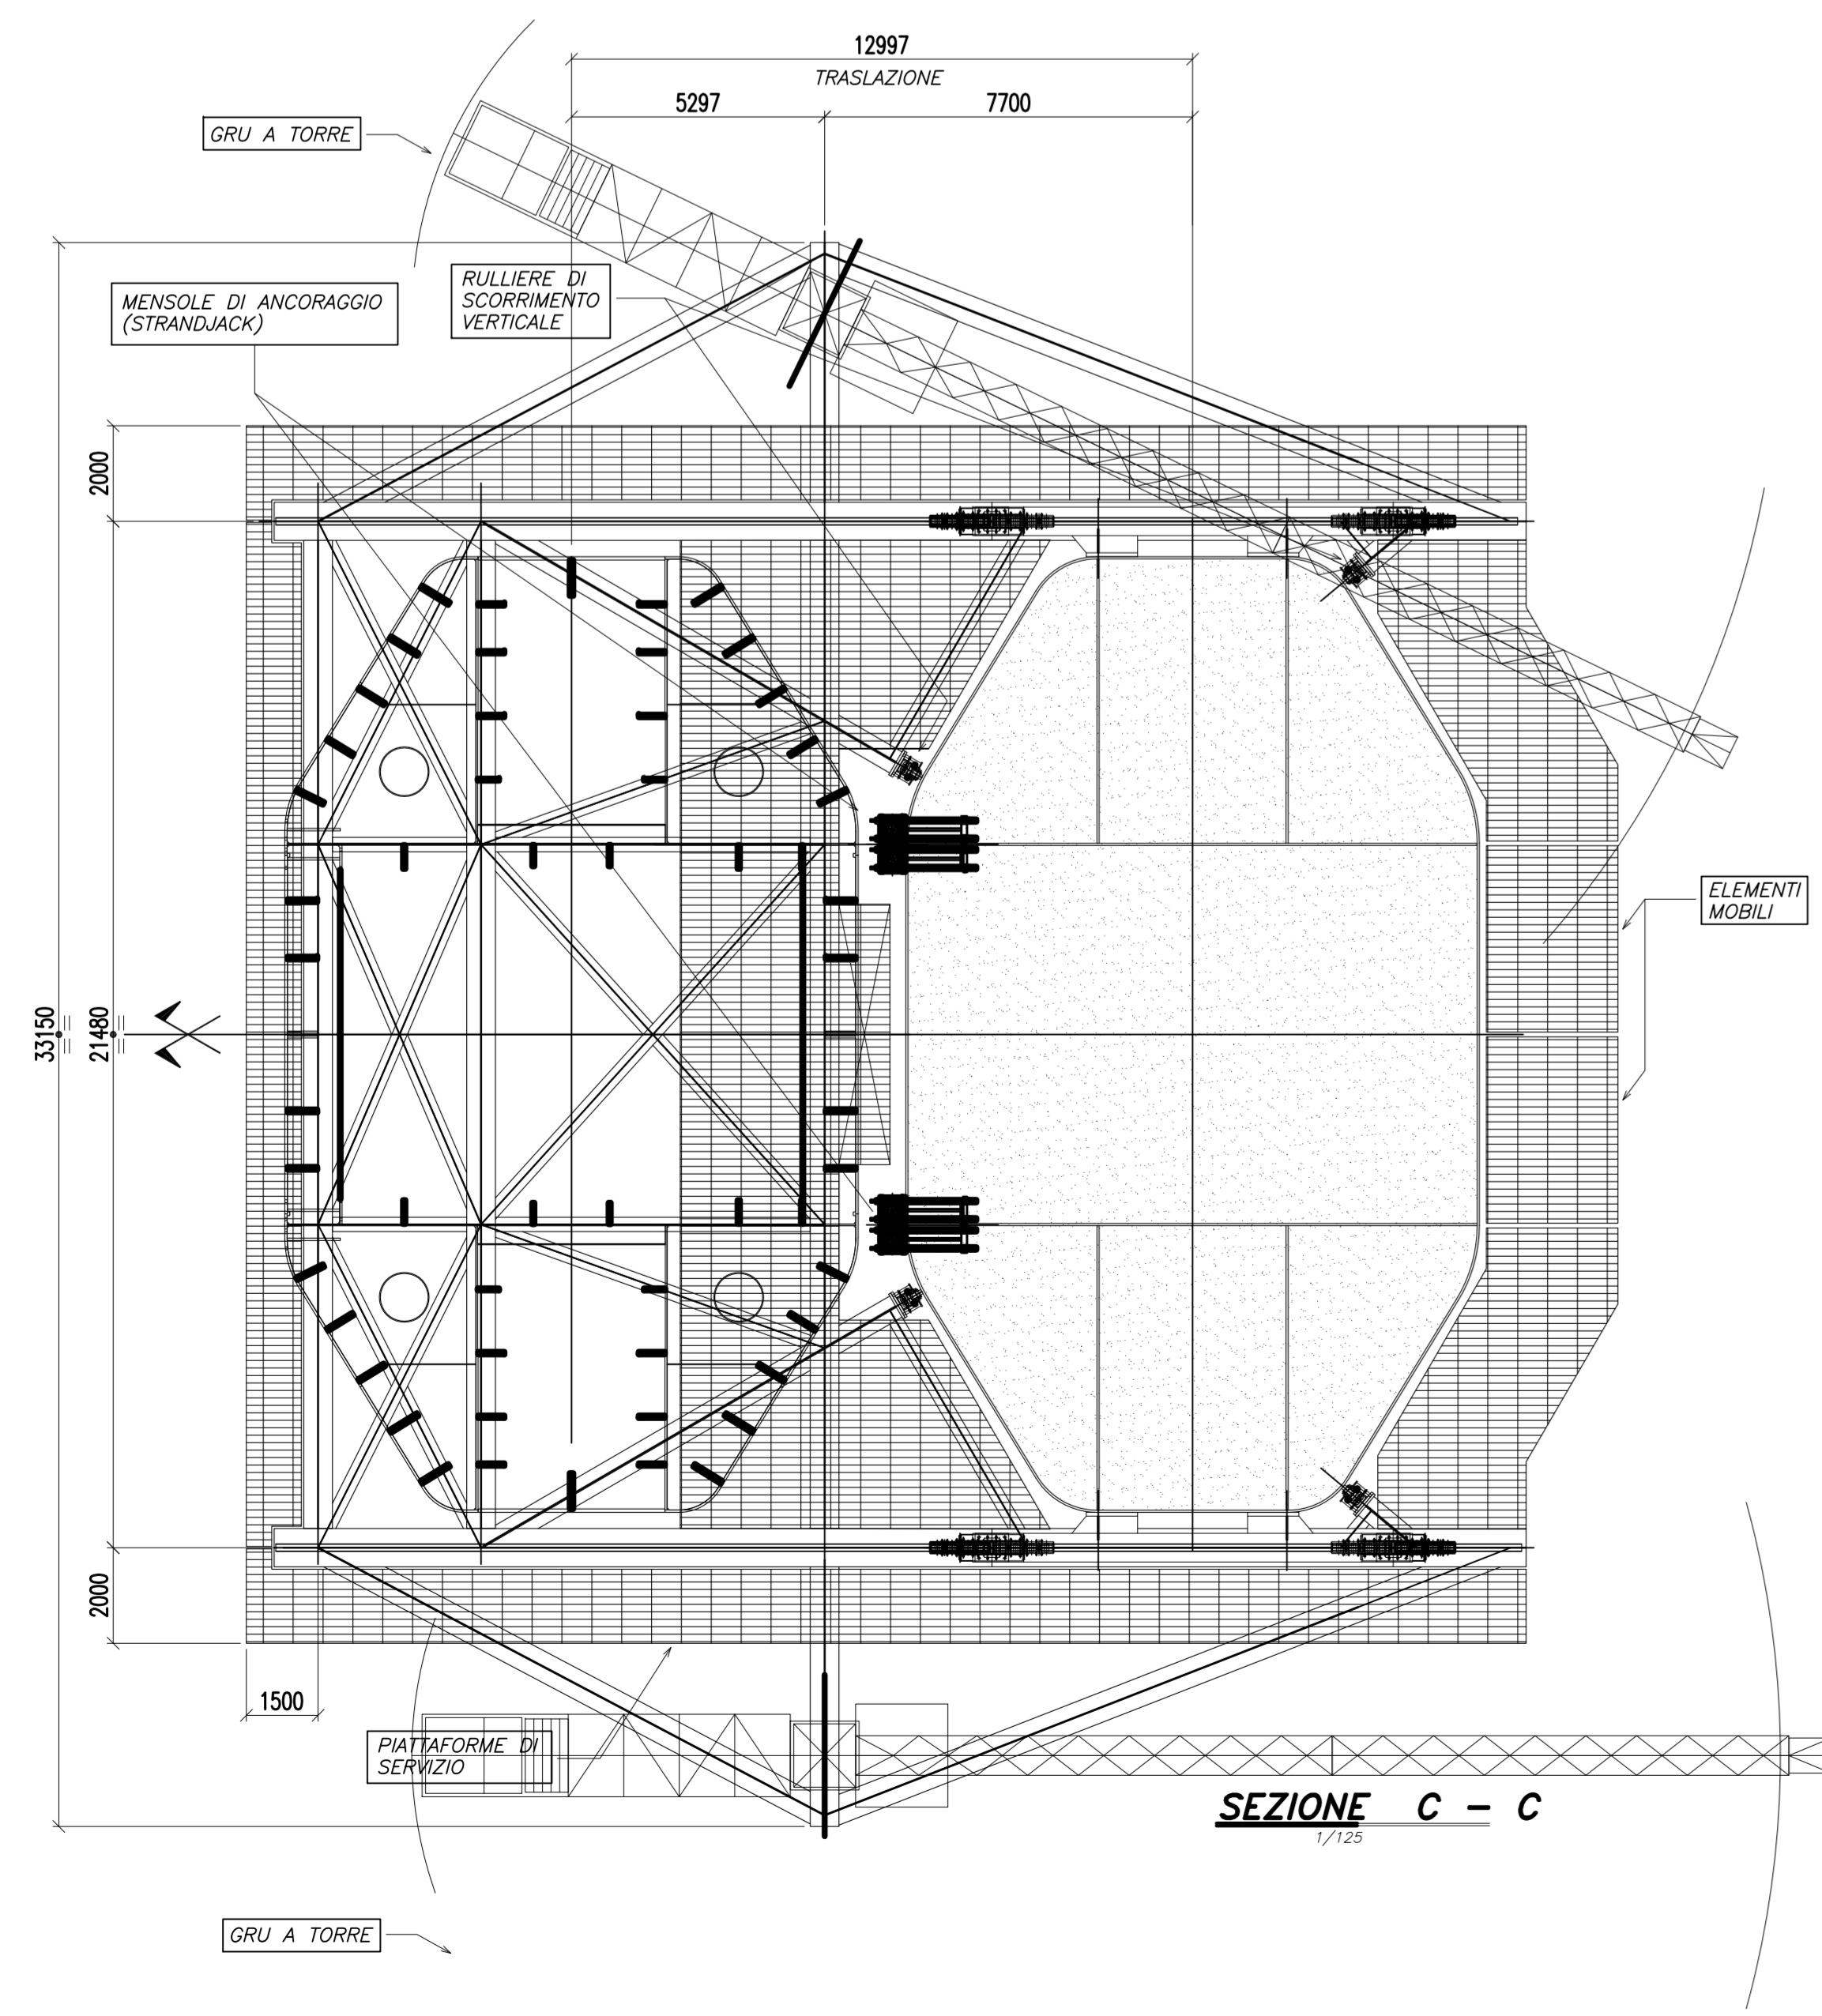 12997
TRASLAZIONE
5297
7700
GRU A TORRE
RULLIERE DI
SCORRIMENTO
VERTICALE
MENSOLE DI ANCORAGGIO
(STRANDJACK)
2000
ELEMENTI
MOBILI
33150
=
=
21480
=
=
2000
1500
PIATTAFORME DI
SERVIZIO
SEZIONE C - C
1/125
GRU A TORRE